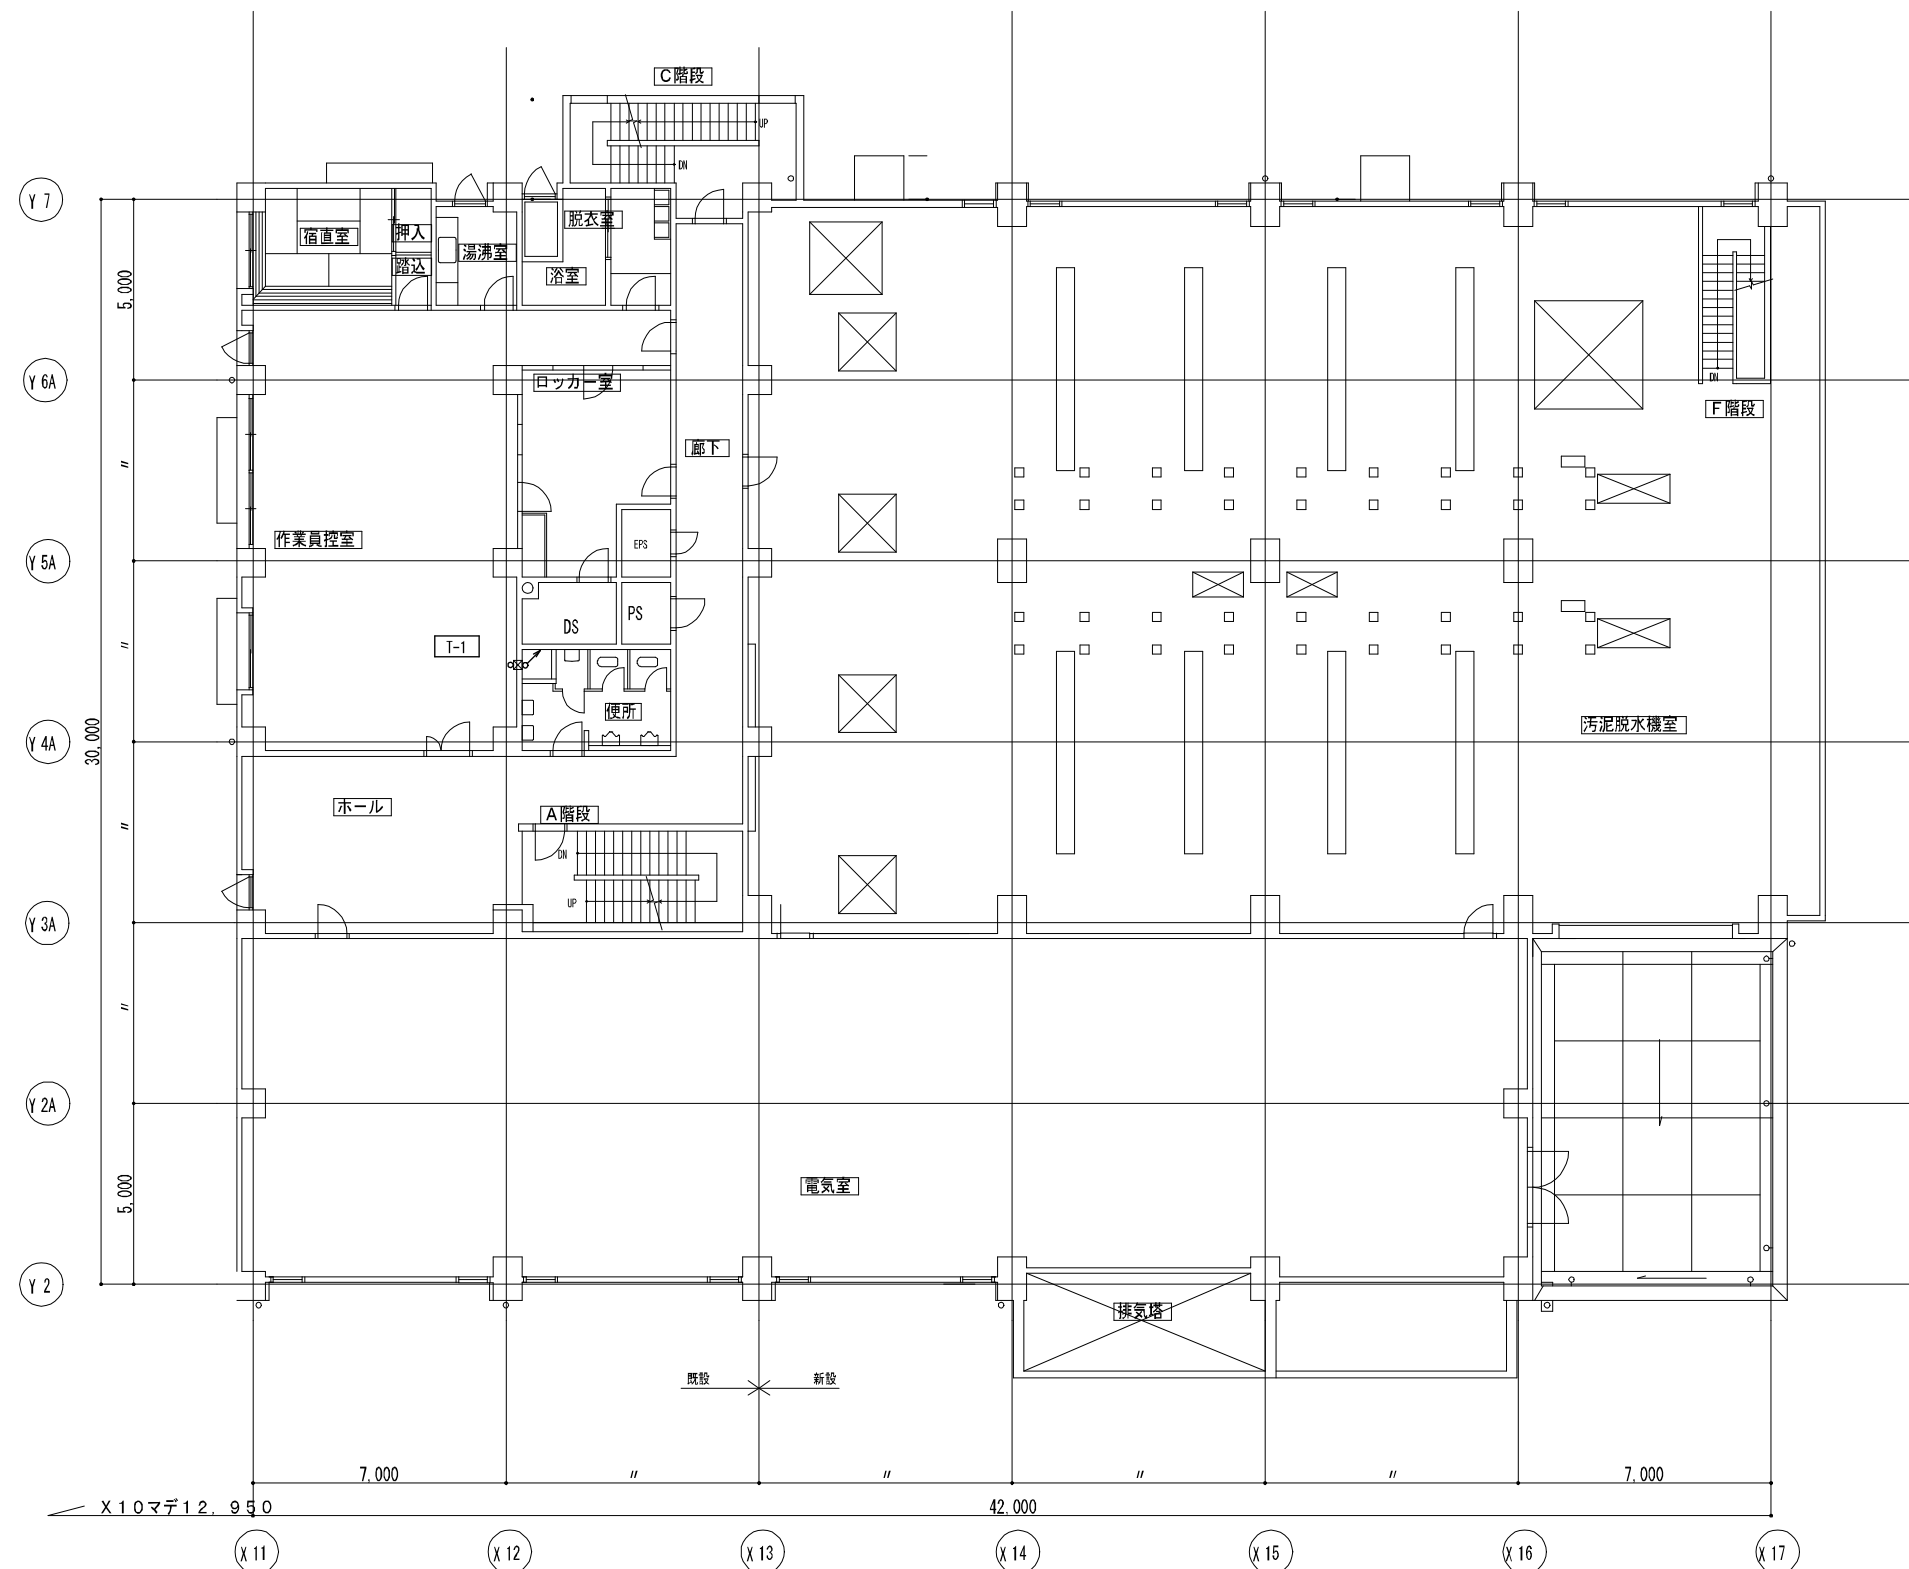 C階段
UP
DN
Y 7
宿直室
押入
踏込
湯沸室
脱衣室
浴室
5,000
Y 6A
ロッカー室
DN
F階段
廊下
〃
作業員控室
EPS
Y 5A
DS
PS
T-1
〃
便所
汚泥脱水機室
Y 4A
30,000
ホール
A階段
〃
DN
UP
Y 3A
〃
Y 2A
電気室
5,000
Y 2
排気塔
既設
新設
7,000
〃
〃
〃
〃
7,000
X10マデ12,950
42,000
X 11
X 12
X 13
X 14
X 15
X 16
X 17